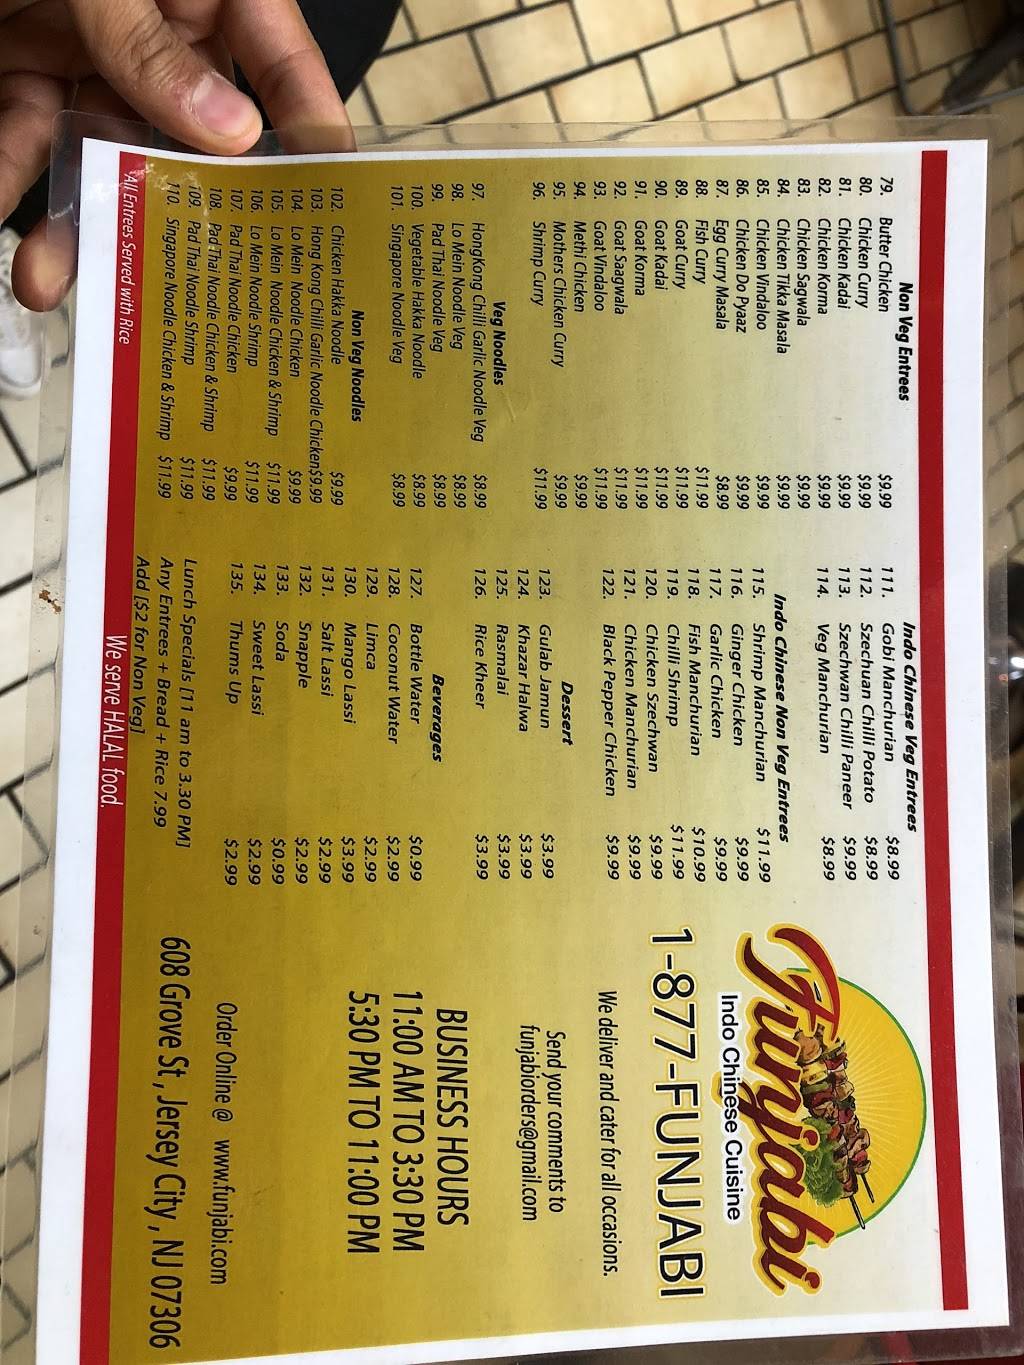 Non Veg Entrees
79. Butter Chicken $9.99
80. Chicken Curry $9.99
81. Chicken Kadai $9.99
82. Chicken Korma $9.99
83. Chicken Sagwala $9.99
84. Chicken Tikka Masala $9.99
85. Chicken Vindaloo $9.99
86. Chicken Do Pyaaz $9.99
87. Egg Curry Masala $8.99
88. Fish Curry $11.99
89. Goat Curry $11.99
90. Goat Kadai $11.99
91. Goat Korma $11.99
92. Goat Saagwala $11.99
93. Goat Vindaloo $11.99
94. Methi Chicken $9.99
95. Mothers Chicken Curry $9.99
96. Shrimp Curry $11.99
Veg Noodles
97. HongKong Chilli Garlic Noodle Veg $8.99
98. Lo Mein Noodle Veg $8.99
99. Pad Thai Noodle Veg $8.99
100. Vegetable Hakka Noodle $8.99
101. Singapore Noodle Veg $8.99
Non Veg Noodles
102. Chicken Hakka Noodle $9.99
103. Hong Kong Chilli Garlic Noodle Chicken$9.99
104. Lo Mein Noodle Chicken $9.99
105. Lo Mein Noodle Chicken & Shrimp $11.99
106. Lo Mein Noodle Shrimp $11.99
107. Pad Thai Noodle Chicken $9.99
108. Pad Thai Noodle Chicken & Shrimp $11.99
109. Pad Thai Noodle Shrimp $11.99
110. Singapore Noodle Chicken & Shrimp $11.99
*All Entrees Served with Rice
Indo Chinese Veg Entrees
111. Gobi Manchurian $8.99
112. Szechuan Chilli Potato $8.99
113. Szechwan Chilli Paneer $9.99
114. Veg Manchurian $8.99
Indo Chinese Non Veg Entrees
115. Shrimp Manchurian $11.99
116. Ginger Chicken $9.99
117. Garlic Chicken $9.99
118. Fish Manchurian $10.99
119. Chilli Shrimp $11.99
120. Chicken Szechwan $9.99
121. Chicken Manchurian $9.99
122. Black Pepper Chicken $9.99
Dessert
123. Gulab Jamun $3.99
124. Khazar Halwa $3.99
125. Rasmalai $3.99
126. Rice Kheer $3.99
Beverages
127. Bottle Water $0.99
128. Coconut Water $2.99
129. Limca $2.99
130. Mango Lassi $3.99
131. Salt Lassi $2.99
132. Snapple $2.99
133. Soda $0.99
134. Sweet Lassi $2.99
135. Thums Up $2.99
Lunch Specials [11 am to 3.30 PM]
Any Entrees + Bread + Rice 7.99
Add [$2 for Non Veg]
We serve HALAL food.
Funjabi
Indo Chinese Cuisine
1-877-FUNJABI
We deliver and cater for all occasions.
Send your comments to
funjabiorders@gmail.com
BUSINESS HOURS
11:00 AM TO 3:30 PM
5:30 PM TO 11:00 PM
Order Online @ www.funjabi.com
608 Grove St , Jersey City , NJ 07306